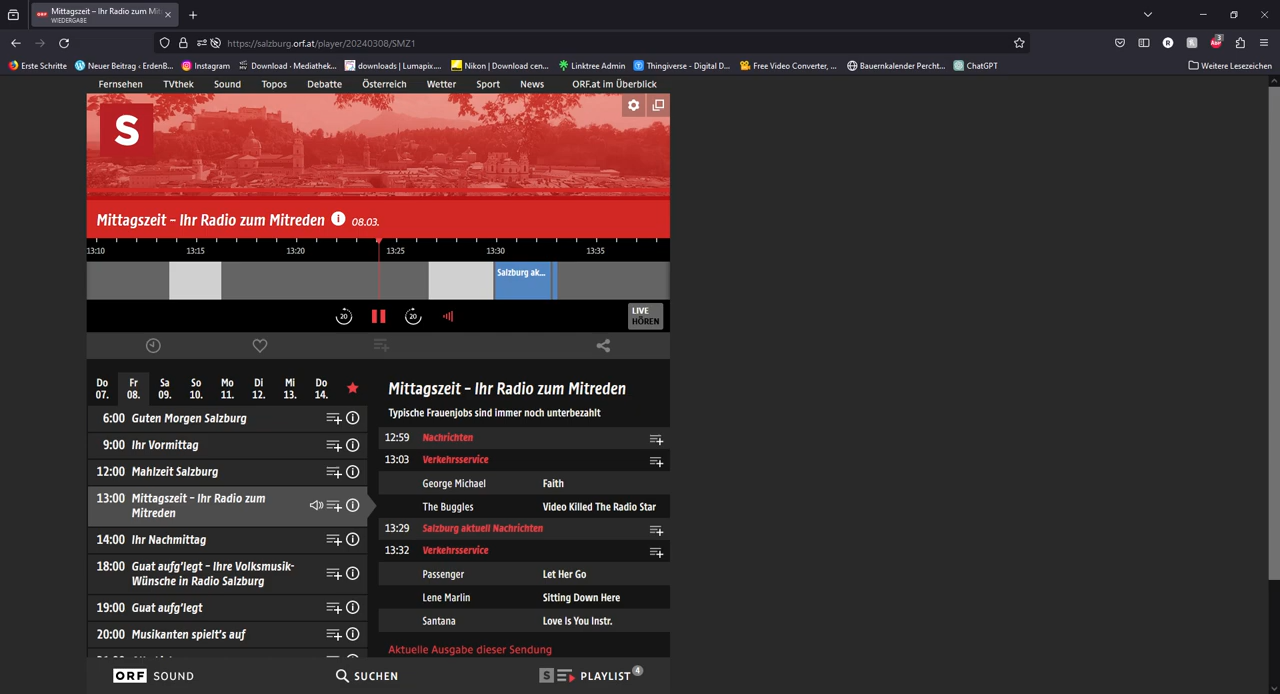 Mittagszeit – Ihr Radio zum Mit
WIEDERGABE
https://salzburg.orf.at/player/20240308/SMZ1
R
3
Erste Schritte Neuer Beitrag ‹ ErdenB... Instagram Download - Mediathek... downloads | Lumapix.... Nikon | Download cen... Linktree Admin Thingiverse - Digital D... Free Video Converter, ... Bauernkalender Percht... ChatGPT Weitere Lesezeichen
Fernsehen TVthek Sound Topos Debatte Österreich Wetter Sport News ORF.at im Überblick
S
Mittagszeit – Ihr Radio zum Mitreden i 08.03.
13:10 13:15 13:20 13:25 13:30 13:35
Salzburg ak...
20 20 LIVE
HÖREN
Do Fr Sa So Mo Di Mi Do
07. 08. 09. 10. 11. 12. 13. 14.
6:00 Guten Morgen Salzburg
9:00 Ihr Vormittag
12:00 Mahlzeit Salzburg
13:00 Mittagszeit – Ihr Radio zum
Mitreden
14:00 Ihr Nachmittag
18:00 Guat aufg'legt – Ihre Volksmusik-
Wünsche in Radio Salzburg
19:00 Guat aufg'legt
20:00 Musikanten spielt's auf
Mittagszeit – Ihr Radio zum Mitreden
Typische Frauenjobs sind immer noch unterbezahlt
12:59 Nachrichten
13:03 Verkehrsservice
George Michael Faith
The Buggles Video Killed The Radio Star
13:29 Salzburg aktuell Nachrichten
13:32 Verkehrsservice
Passenger Let Her Go
Lene Marlin Sitting Down Here
Santana Love Is You Instr.
Aktuelle Ausgabe dieser Sendung
ORF SOUND SUCHEN S PLAYLIST 4